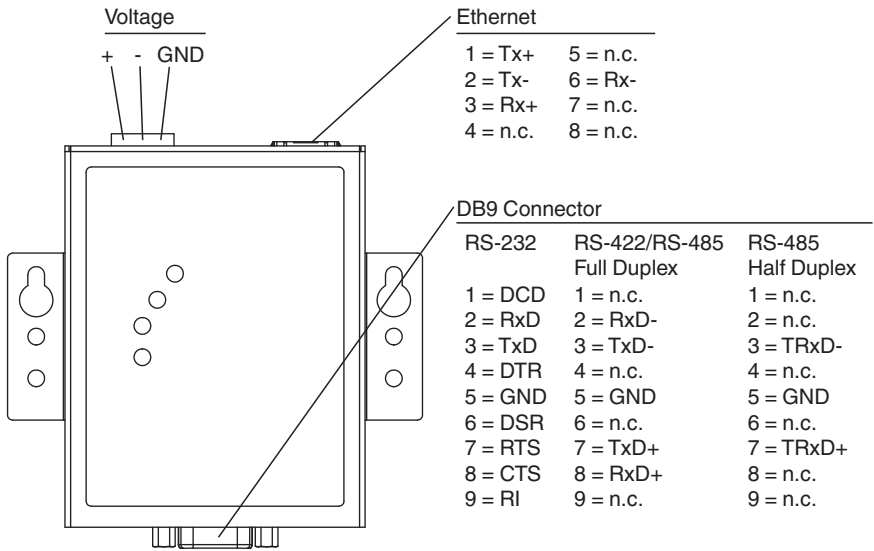 Voltage
+ - GND
Ethernet
1 = Tx+ 5 = n.c.
2 = Tx- 6 = Rx-
3 = Rx+ 7 = n.c.
4 = n.c. 8 = n.c.
DB9 Connector
RS-232 RS-422/RS-485 RS-485
Full Duplex Half Duplex
1 = DCD 1 = n.c. 1 = n.c.
2 = RxD 2 = RxD- 2 = n.c.
3 = TxD 3 = TxD- 3 = TRxD-
4 = DTR 4 = n.c. 4 = n.c.
5 = GND 5 = GND 5 = GND
6 = DSR 6 = n.c. 6 = n.c.
7 = RTS 7 = TxD+ 7 = TRxD+
8 = CTS 8 = RxD+ 8 = n.c.
9 = RI 9 = n.c. 9 = n.c.